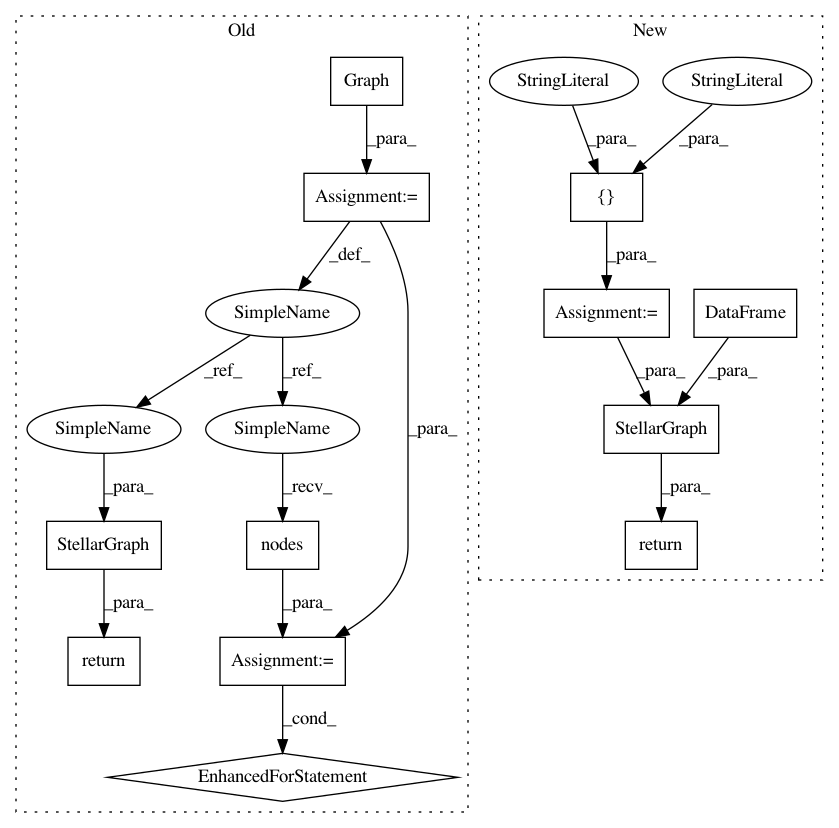 Old
New
Graph
StringLiteral
StringLiteral
_para_
_para_
_para_
Assignment:=
{}
_def_
_para_
SimpleName
Assignment:=
DataFrame
_ref_
_ref_
_para_
_para_
SimpleName
SimpleName
_para_
StellarGraph
_para_
_recv_
_para_
StellarGraph
nodes
return
_para_
_para_
return
Assignment:=
_cond_
EnhancedForStatement